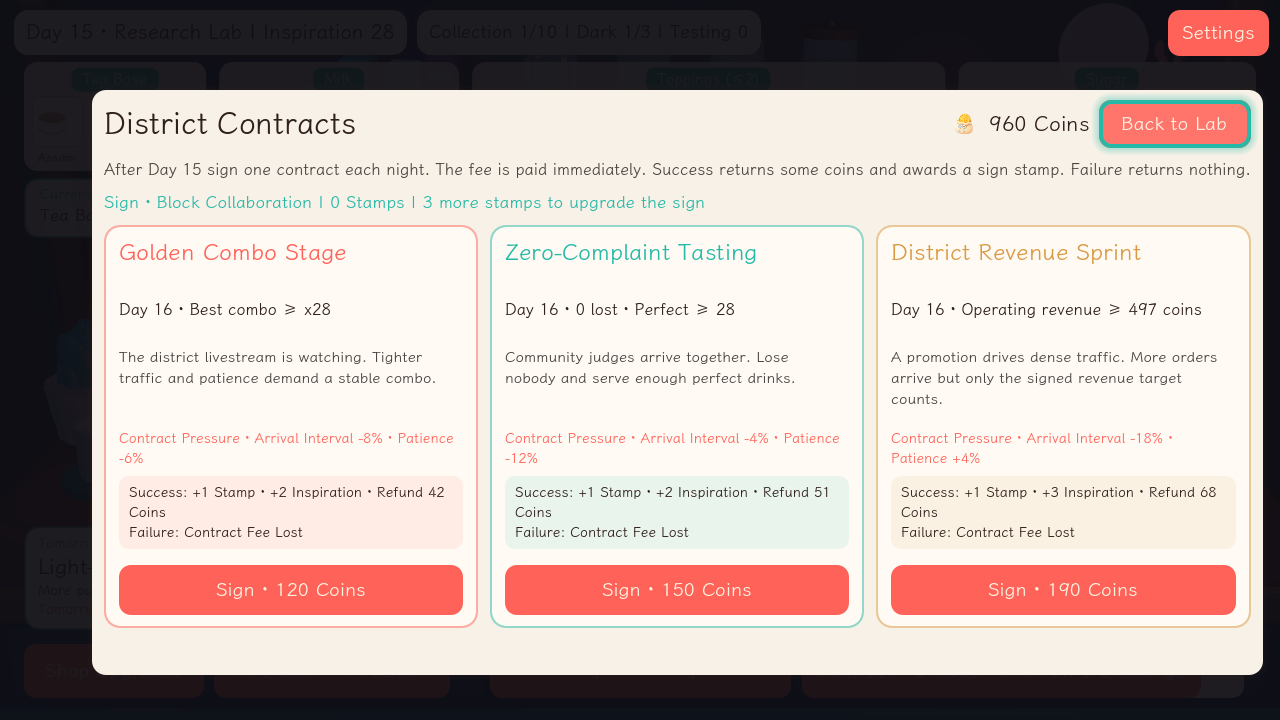 Day 15 • Research Lab | Inspiration 28
Collection 1/10 | Dark 1/3 | Testing 0
Settings
Tea Base
Milk
Toppings (
Sugar
District Contracts
960 Coins
Back to Lab
After Day 15 sign one contract each night. The fee is paid immediately. Success returns some coins and awards a sign stamp. Failure returns nothing.
Sign • Block Collaboration | 0 Stamps | 3 more stamps to upgrade the sign
Golden Combo Stage
Day 16 • Best combo ≥ x28
The district livestream is watching. Tighter
traffic and patience demand a stable combo.
Contract Pressure • Arrival Interval -8% • Patience
-6%
Success: +1 Stamp • +2 Inspiration • Refund 42
Coins
Failure: Contract Fee Lost
Sign • 120 Coins
Zero-Complaint Tasting
Day 16 • 0 lost • Perfect ≥ 28
Community judges arrive together. Lose
nobody and serve enough perfect drinks.
Contract Pressure • Arrival Interval -4% • Patience
-12%
Success: +1 Stamp • +2 Inspiration • Refund 51
Coins
Failure: Contract Fee Lost
Sign • 150 Coins
District Revenue Sprint
Day 16 • Operating revenue ≥ 497 coins
A promotion drives dense traffic. More orders
arrive but only the signed revenue target
counts.
Contract Pressure • Arrival Interval -18% •
Patience +4%
Success: +1 Stamp • +3 Inspiration • Refund 68
Coins
Failure: Contract Fee Lost
Sign • 190 Coins